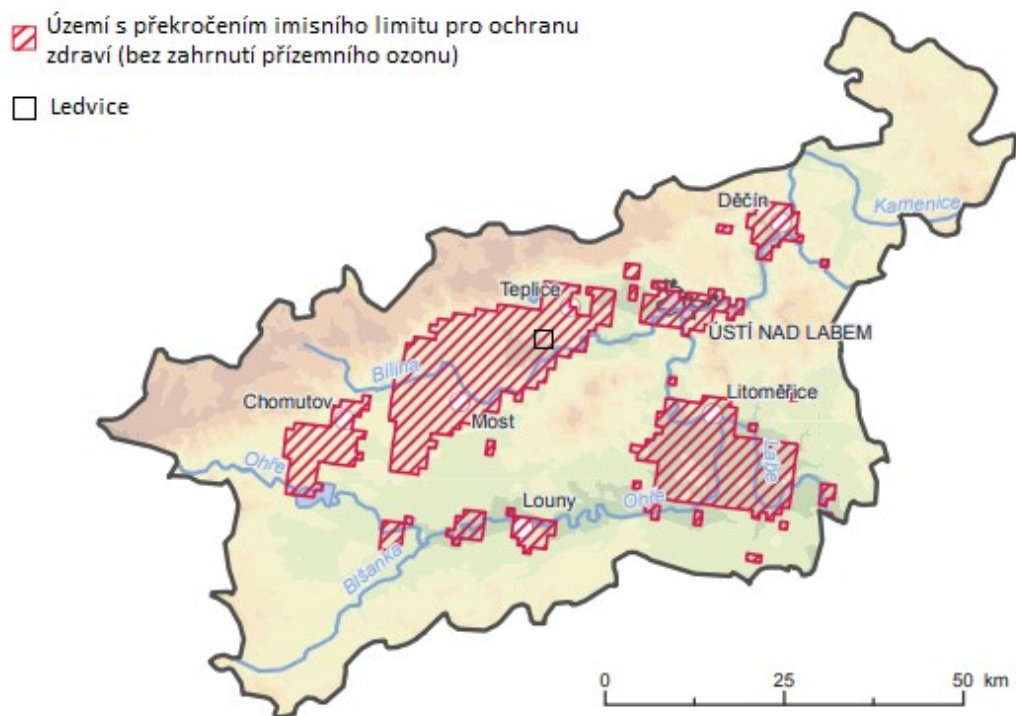 Území s překročením imisního limitu pro ochranu
zdraví (bez zahrnutí přízemního ozonu)
Ledvice
Děčín
Kamenice
Teplice
ÚSTÍ NAD LABEM
Bílina
Litoměřice
Chomutov
Most
Labe
Ohře
Louny
Ohře
Blšanka
0 25 50 km